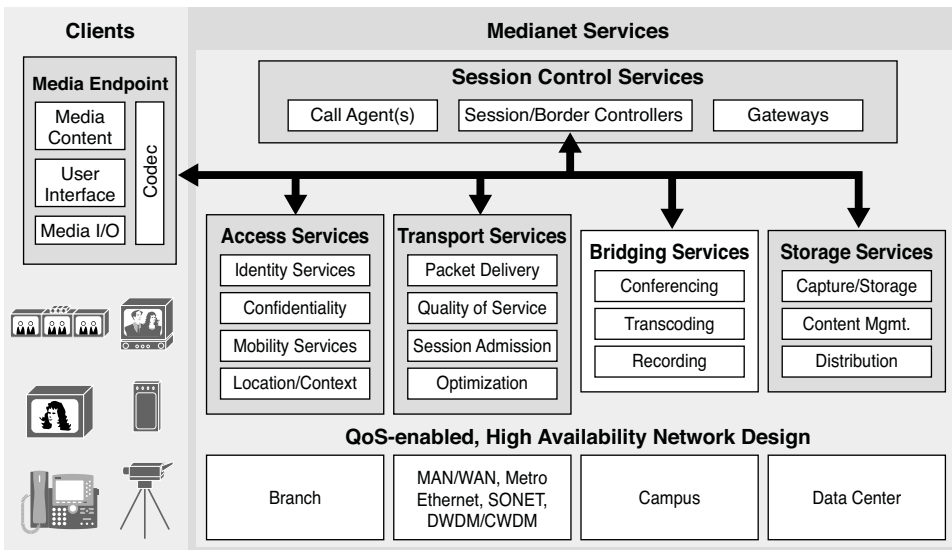 Clients
Medianet Services
Media Endpoint
Media
Content
User
Interface
Media I/O
Codec
Session Control Services
Call Agent(s)
Session/Border Controllers
Gateways
Access Services
Identity Services
Confidentiality
Mobility Services
Location/Context
Transport Services
Packet Delivery
Quality of Service
Session Admission
Optimization
Bridging Services
Conferencing
Transcoding
Recording
Storage Services
Capture/Storage
Content Mgmt.
Distribution
QoS-enabled, High Availability Network Design
Branch
MAN/WAN, Metro
Ethernet, SONET,
DWDM/CWDM
Campus
Data Center